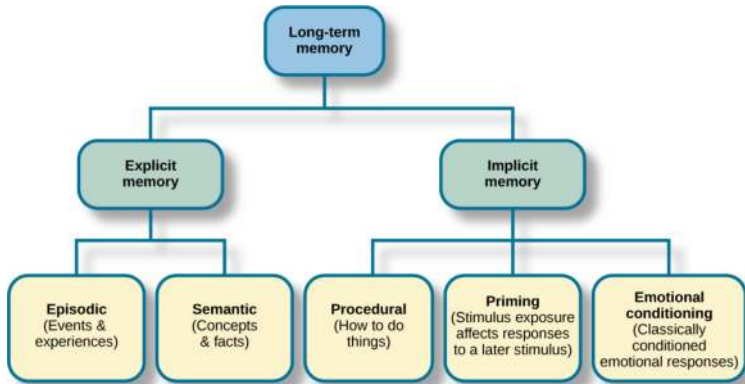 Long-term
memory
Explicit
memory
Implicit
memory
Episodic
(Events &
experiences)
Semantic
(Concepts
& facts)
Procedural
(How to do
things)
Priming
(Stimulus exposure
affects responses
to a later stimulus)
Emotional
conditioning
(Classically
conditioned
emotional responses)